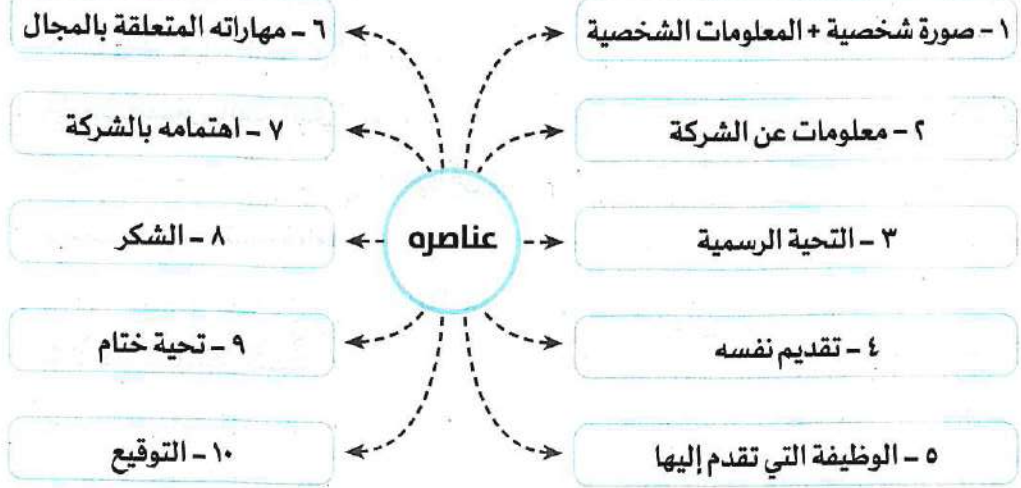 عناصره
١ - صورة شخصية + المعلومات الشخصية
٢ - معلومات عن الشركة
٣ - التحية الرسمية
٤ - تقديم نفسه
٥ - الوظيفة التي تقدم إليها
٦ - مهاراته المتعلقة بالمجال
٧ - اهتمامه بالشركة
٨ - الشكر
٩ - تحية ختام
١٠ - التوقيع